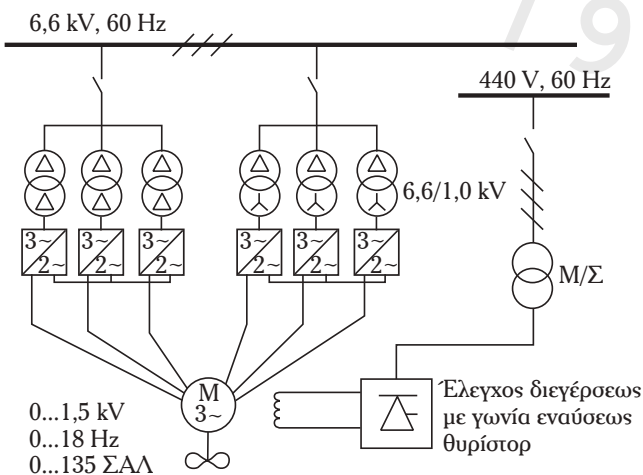 6,6 kV, 60 Hz
440 V, 60 Hz
6,6/1,0 kV
3~ 3~ 3~ 3~ 3~ 3~
2~ 2~ 2~ 2~ 2~ 2~
Μ/Σ
M
3~
Έλεγχος διεγέρσεως
με γωνία εναύσεως
θυρίστορ
0...1,5 kV
0...18 Hz
0...135 ΣΑΛ